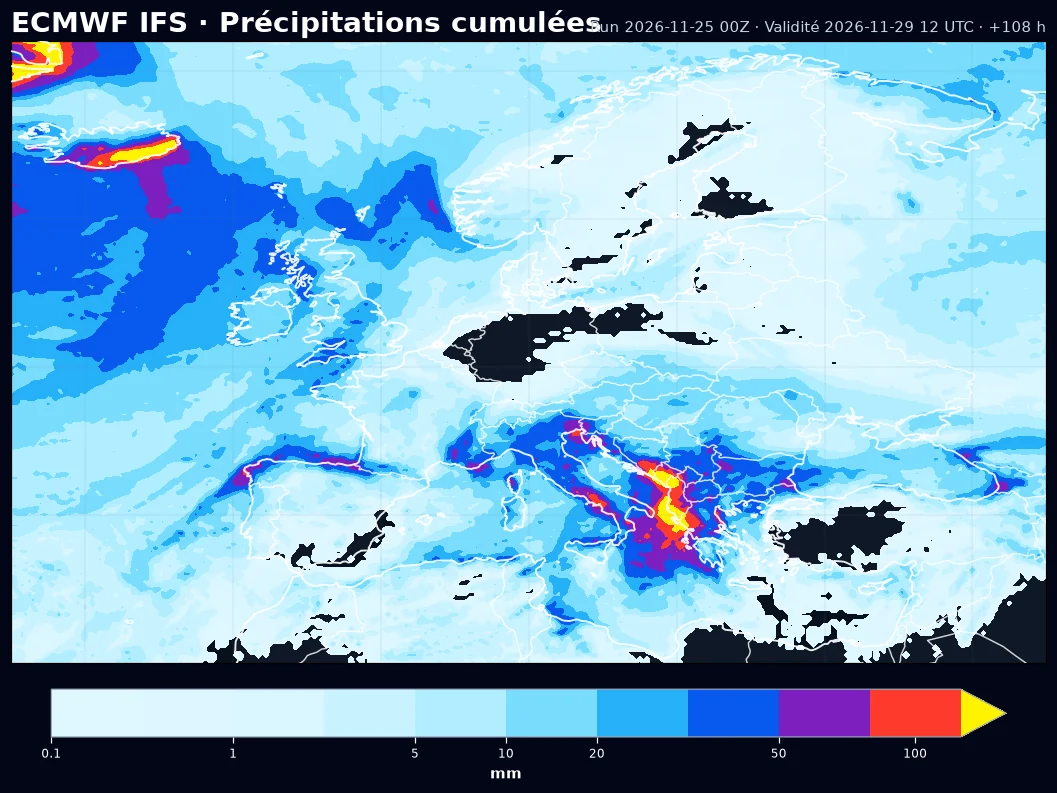 ECMWF IFS · Précipitations cumulées
Run 2026-11-25 00Z · Validité 2026-11-29 12 UTC · +108 h
0.1 1 5 10 20 50 100
mm